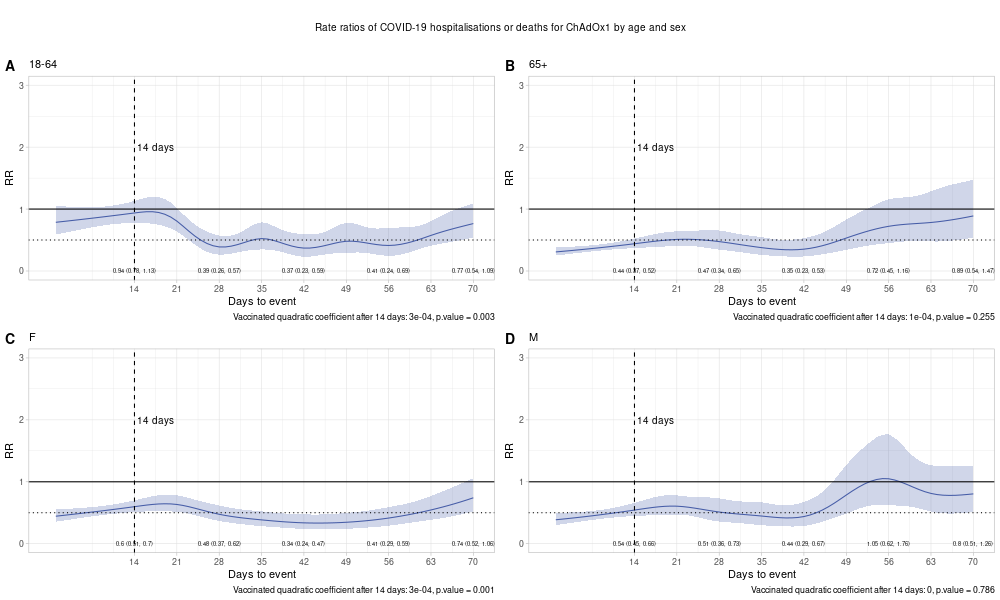 Rate ratios of COVID-19 hospitalisations or deaths for ChAdOx1 by age and sex
A 18-64
3
2
1
0
RR
14 days
0.94 (0.78, 1.13) 0.39 (0.26, 0.57) 0.37 (0.23, 0.59) 0.41 (0.24, 0.69) 0.77 (0.54, 1.09)
14 21 28 35 42 49 56 63 70
Days to event
Vaccinated quadratic coefficient after 14 days: 3e-04, p.value = 0.003
B 65+
3
2
1
0
RR
14 days
0.44 (0.37, 0.52) 0.47 (0.34, 0.65) 0.35 (0.23, 0.53) 0.72 (0.45, 1.16) 0.89 (0.54, 1.47)
14 21 28 35 42 49 56 63 70
Days to event
Vaccinated quadratic coefficient after 14 days: 1e-04, p.value = 0.255
C F
3
2
1
0
RR
14 days
0.6 (0.51, 0.7) 0.48 (0.37, 0.62) 0.34 (0.24, 0.47) 0.41 (0.29, 0.59) 0.74 (0.52, 1.06)
14 21 28 35 42 49 56 63 70
Days to event
Vaccinated quadratic coefficient after 14 days: 3e-04, p.value = 0.001
D M
3
2
1
0
RR
14 days
0.54 (0.45, 0.66) 0.51 (0.36, 0.73) 0.44 (0.29, 0.67) 1.05 (0.62, 1.76) 0.8 (0.51, 1.26)
14 21 28 35 42 49 56 63 70
Days to event
Vaccinated quadratic coefficient after 14 days: 0, p.value = 0.786